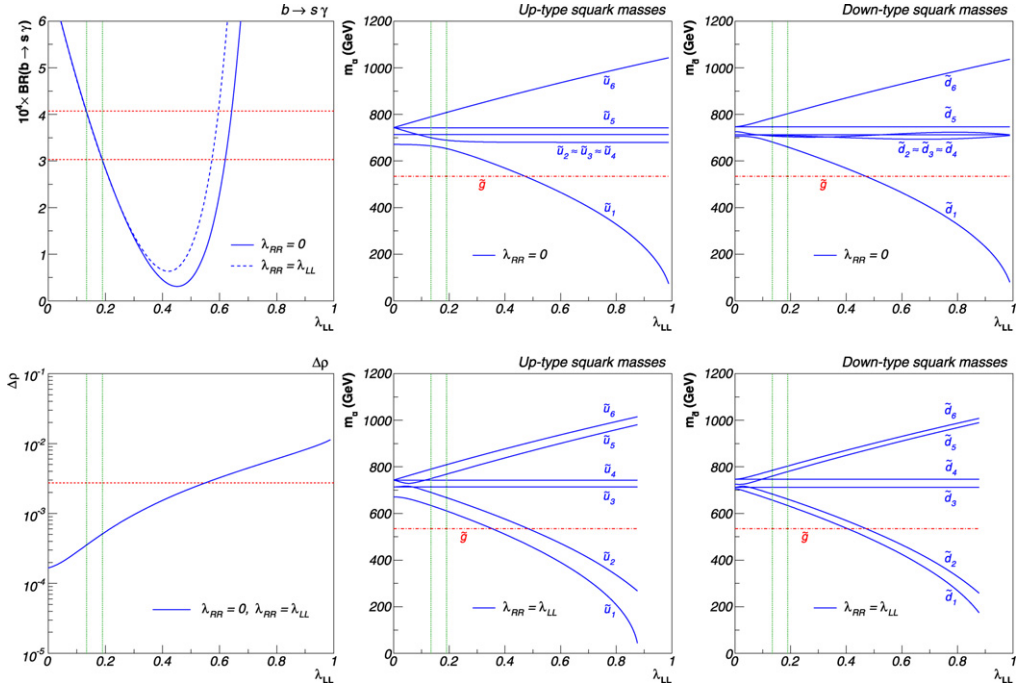 b → s γ
10⁴× BR(b → s γ)
6
5
4
3
2
1
0
λRR = 0
λRR = λLL
0 0.2 0.4 0.6 0.8 1
λLL
Up-type squark masses
mũ (GeV)
1200
1000
800
600
400
200
0
ũ6
ũ5
ũ2 = ũ3 = ũ4
g̃
ũ1
λRR = 0
0 0.2 0.4 0.6 0.8 1
λLL
Down-type squark masses
(GeV)
1200
1000
800
600
400
200
0
d̃6
d̃5
d̃2 = d̃3 = d̃4
g̃
d̃1
λRR = 0
0 0.2 0.4 0.6 0.8 1
λLL
Δρ
Δρ
10⁻¹
10⁻²
10⁻³
10⁻⁴
10⁻⁵
λRR = 0, λRR = λLL
0 0.2 0.4 0.6 0.8 1
λLL
Up-type squark masses
(GeV)
1200
1000
800
600
400
200
0
ũ6
ũ5
ũ4
ũ3
g̃
ũ2
ũ1
λRR = λLL
0 0.2 0.4 0.6 0.8 1
λLL
Down-type squark masses
(GeV)
1200
1000
800
600
400
200
0
d̃6
d̃5
d̃4
d̃3
g̃
d̃2
d̃1
λRR = λLL
0 0.2 0.4 0.6 0.8 1
λLL